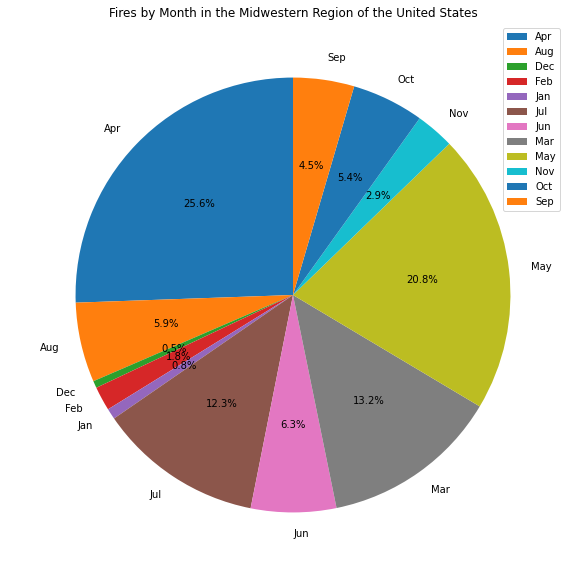 Fires by Month in the Midwestern Region of the United States
Apr
Aug
Dec
Feb
Jan
Jul
Jun
Mar
May
Nov
Oct
Sep
Sep
Oct
Nov
Apr
May
Aug
Dec
Feb
Jan
Jul
Jun
Mar
4.5%
5.4%
2.9%
25.6%
20.8%
5.9%
0.5%
1.8%
0.8%
12.3%
13.2%
6.3%